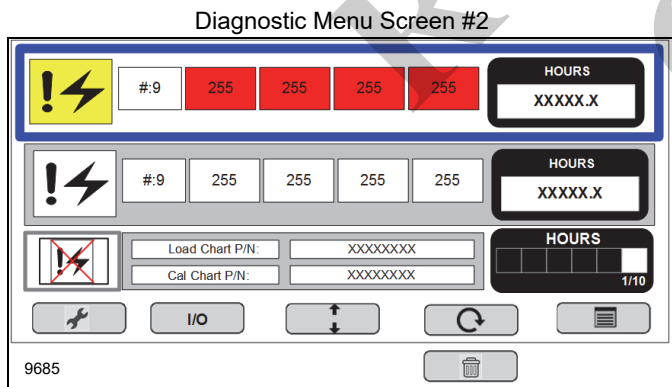 Diagnostic Menu Screen #2
HOURS
#:9 255 255 255 255 XXXXX.X
HOURS
#:9 255 255 255 255 XXXXX.X
Load Chart P/N: XXXXXXXX
HOURS
Cal Chart P/N: XXXXXXXX
1/10
I/O
9685